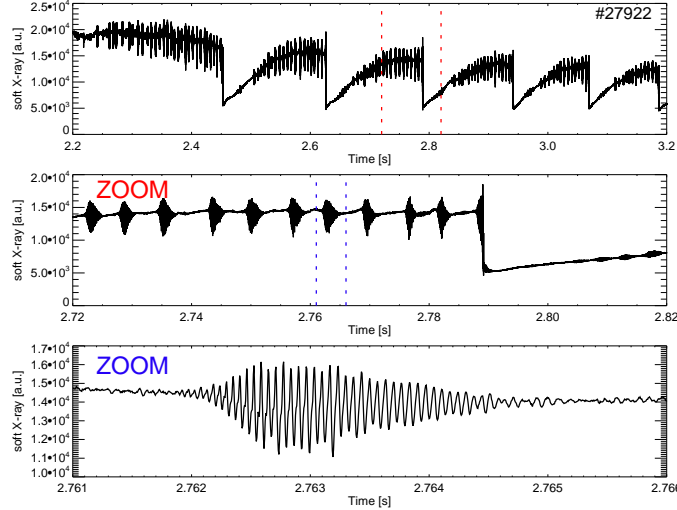 #27922
soft X-ray [a.u.]
2.5•10⁴
2.0•10⁴
1.5•10⁴
1.0•10⁴
5.0•10³
0
2.2 2.4 2.6 2.8 3.0 3.2
Time [s]
ZOOM
soft X-ray [a.u.]
2.0•10⁴
1.5•10⁴
1.0•10⁴
5.0•10³
0
2.72 2.74 2.76 2.78 2.80 2.82
Time [s]
ZOOM
soft X-ray [a.u.]
1.7•10⁴
1.6•10⁴
1.5•10⁴
1.4•10⁴
1.3•10⁴
1.2•10⁴
1.1•10⁴
1.0•10⁴
2.761 2.762 2.763 2.764 2.765 2.766
Time [s]